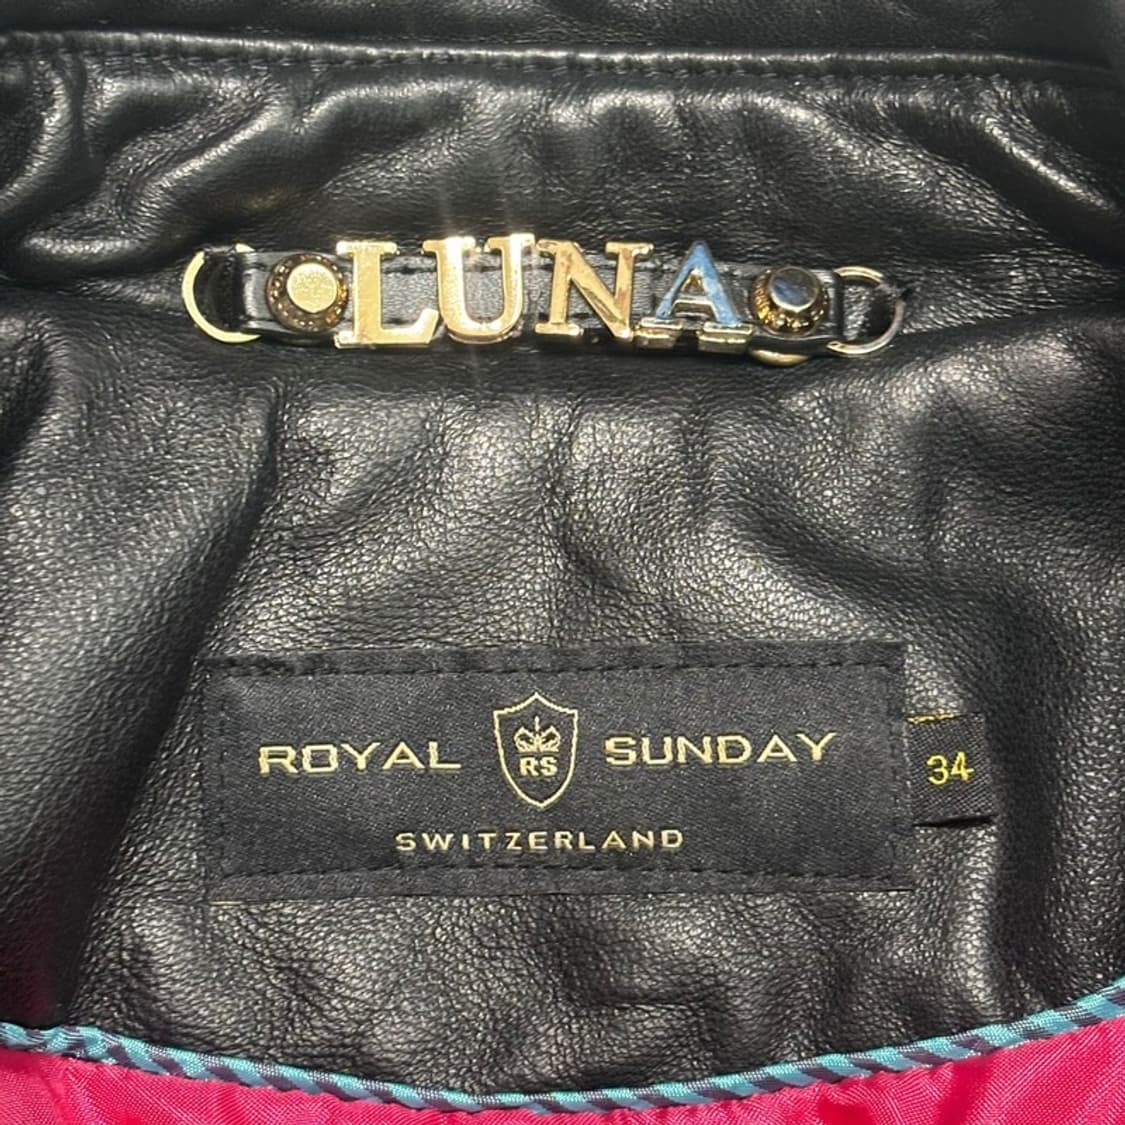 LUNA
ROYAL RS SUNDAY
SWITZERLAND
34